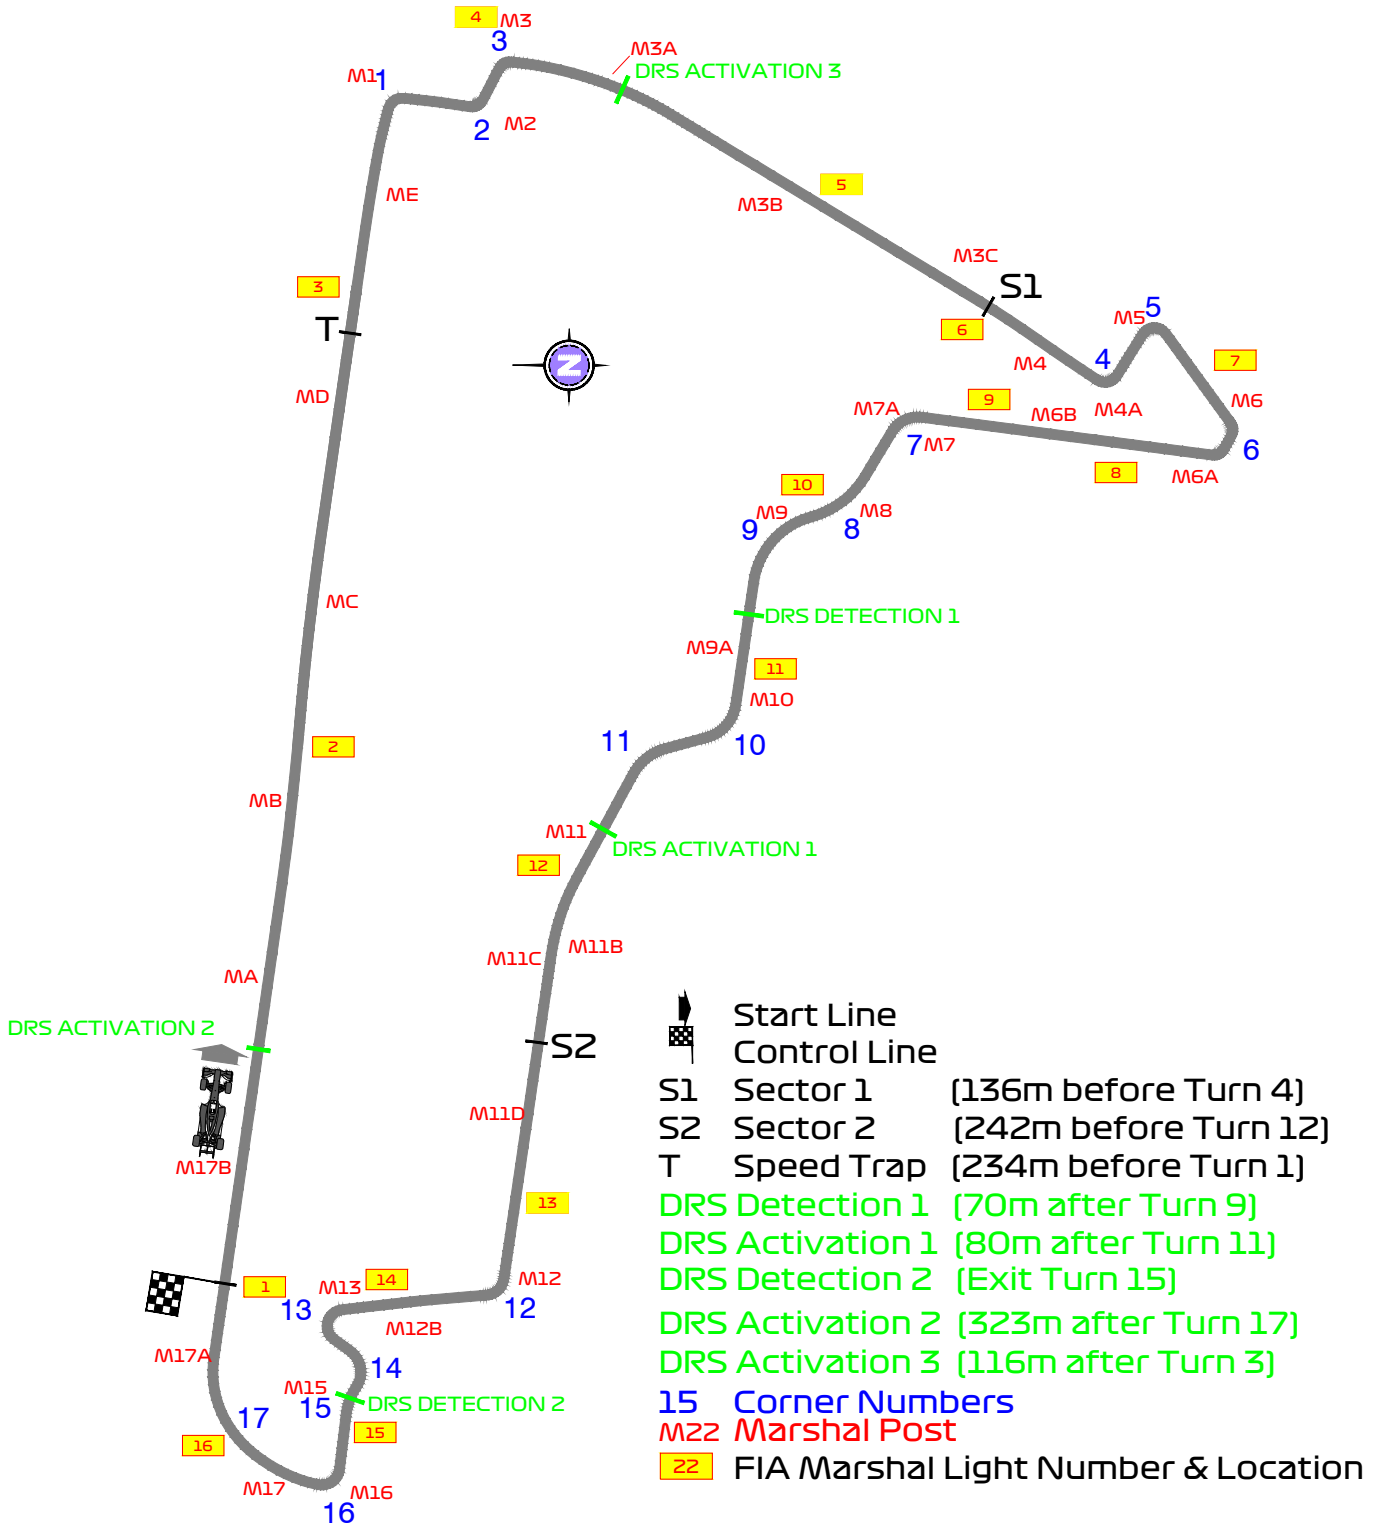 4 M3
3
M3A
DRS ACTIVATION 3
M1
1
2
M2
ME
5
M3B
M3C
S1
3
T
6
M4
M5
5
4
7
MD
Z
9
M7A
M6B
M4A
M6
7
M7
6
8
M6A
10
M9
M8
9
8
MC
DRS DETECTION 1
M9A
11
M10
11
10
2
MB
M11
DRS ACTIVATION 1
12
M11B
M11C
MA
DRS ACTIVATION 2
S2
M11D
M17B
13
1
M13
14
M12
13
12
M12B
M17A
14
M15
15
DRS DETECTION 2
17
15
16
M17
M16
16
Start Line
Control Line
S1 Sector 1 (136m before Turn 4)
S2 Sector 2 (242m before Turn 12)
T Speed Trap (234m before Turn 1)
DRS Detection 1 (70m after Turn 9)
DRS Activation 1 (80m after Turn 11)
DRS Detection 2 (Exit Turn 15)
DRS Activation 2 (323m after Turn 17)
DRS Activation 3 (116m after Turn 3)
15 Corner Numbers
M22 Marshal Post
22 FIA Marshal Light Number & Location